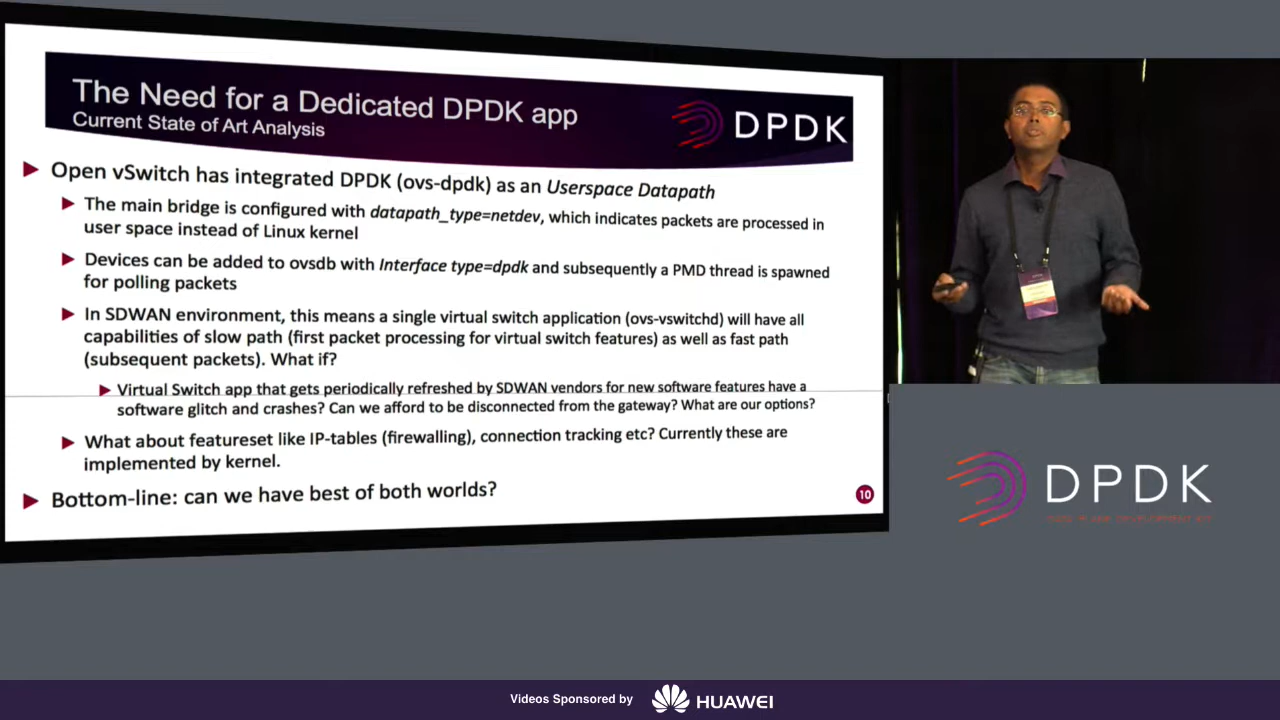 The Need for a Dedicated DPDK app
Current State of Art Analysis
DPDK
Open vSwitch has integrated DPDK (ovs-dpdk) as an Userspace Datapath
The main bridge is configured with datapath_type=netdev, which indicates packets are processed in
user space instead of Linux kernel
Devices can be added to ovsdb with Interface type=dpdk and subsequently a PMD thread is spawned
for polling packets
In SDWAN environment, this means a single virtual switch application (ovs-vswitchd) will have all
capabilities of slow path (first packet processing for virtual switch features) as well as fast path
(subsequent packets). What if?
Virtual Switch app that gets periodically refreshed by SDWAN vendors for new software features have a
software glitch and crashes? Can we afford to be disconnected from the gateway? What are our options?
What about featureset like IP-tables (firewalling), connection tracking etc? Currently these are
implemented by kernel.
Bottom-line: can we have best of both worlds?
10
DPDK
Videos Sponsored by
HUAWEI